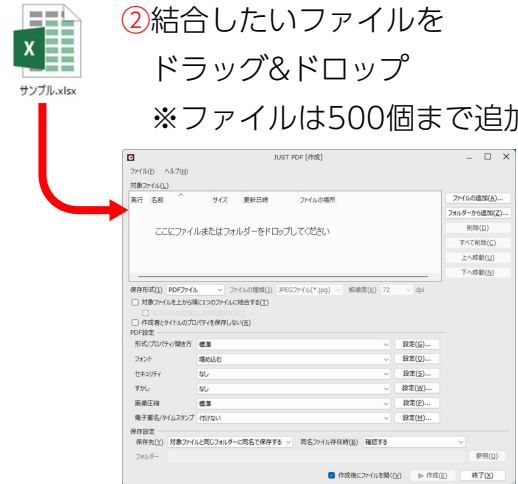 ②結合したいファイルを
ドラッグ&ドロップ
※ファイルは500個まで追加
X
サンプル.xlsx
JUST PDF [作成]
ファイル(F) ヘルプ(H)
対象ファイル(L)
実行 名前 サイズ 更新日時 ファイルの場所
ここにファイルまたはフォルダーをドロップしてください
ファイルの追加(A)...
フォルダーから追加(Z)...
削除(D)
すべて削除(C)
上へ移動(U)
下へ移動(N)
保存形式(I) PDFファイル ファイルの種類(J) JPEGファイル(*.jpg) 解像度(K) 72 dpi
対象ファイルを上から順に1つのファイルに結合する(T)
作成者とタイトルのプロパティを保存しない(R)
PDF設定
形式/プロパティ/開き方 標準 設定(G)...
フォント 埋め込む 設定(O)...
セキュリティ なし 設定(S)...
すかし なし 設定(W)...
画像圧縮 標準 設定(P)...
電子署名/タイムスタンプ 付けない 設定(M)...
保存設定
保存先(Y) 対象ファイルと同じフォルダーに同名で保存する 同名ファイル存在時(B) 確認する
フォルダー 参照(Q)
作成後にファイルを開く(V) 作成(E) 終了(X)